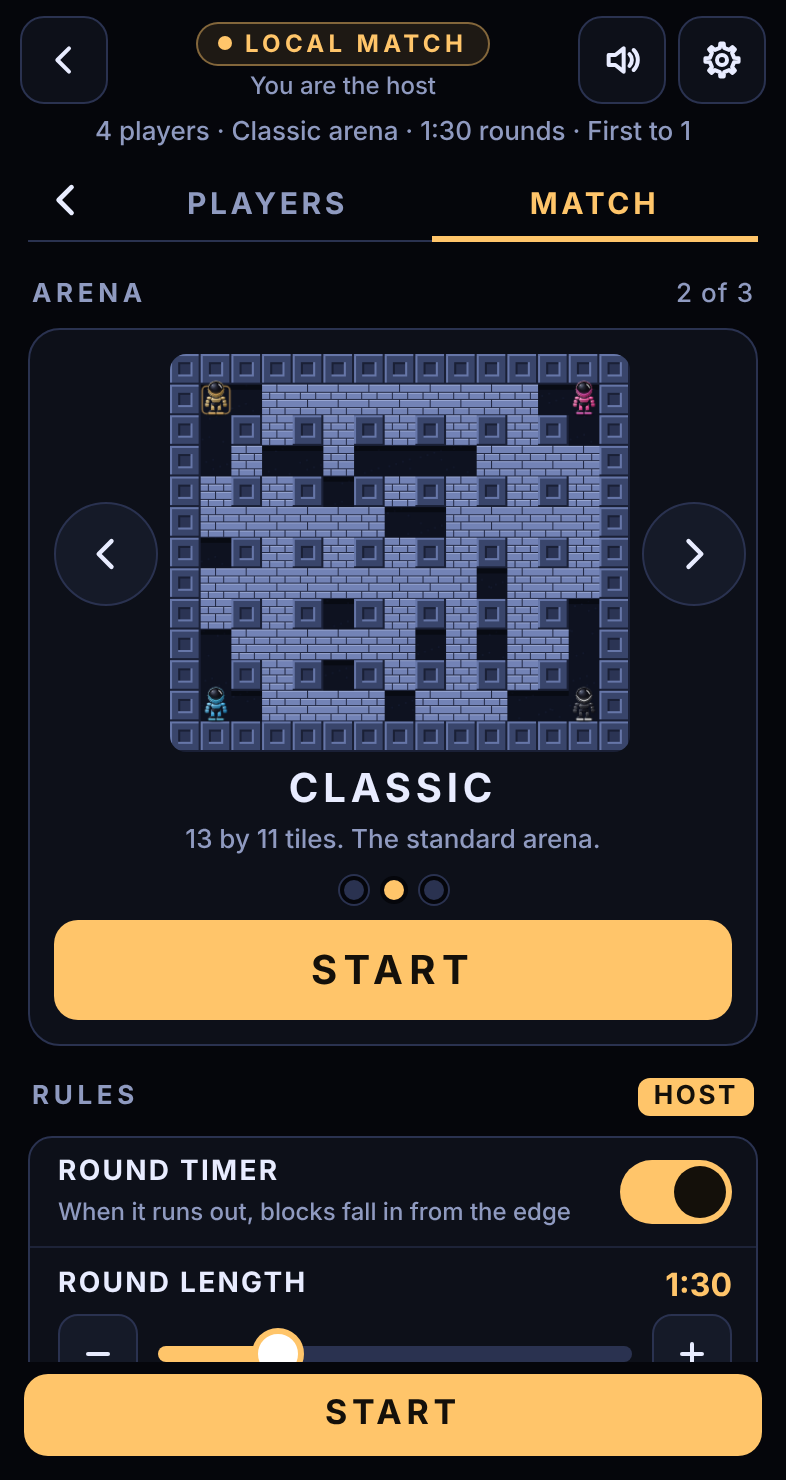 LOCAL MATCH
You are the host
4 players · Classic arena · 1:30 rounds · First to 1
PLAYERS
MATCH
ARENA
2 of 3
CLASSIC
13 by 11 tiles. The standard arena.
START
RULES
HOST
ROUND TIMER
When it runs out, blocks fall in from the edge
ROUND LENGTH
1:30
START